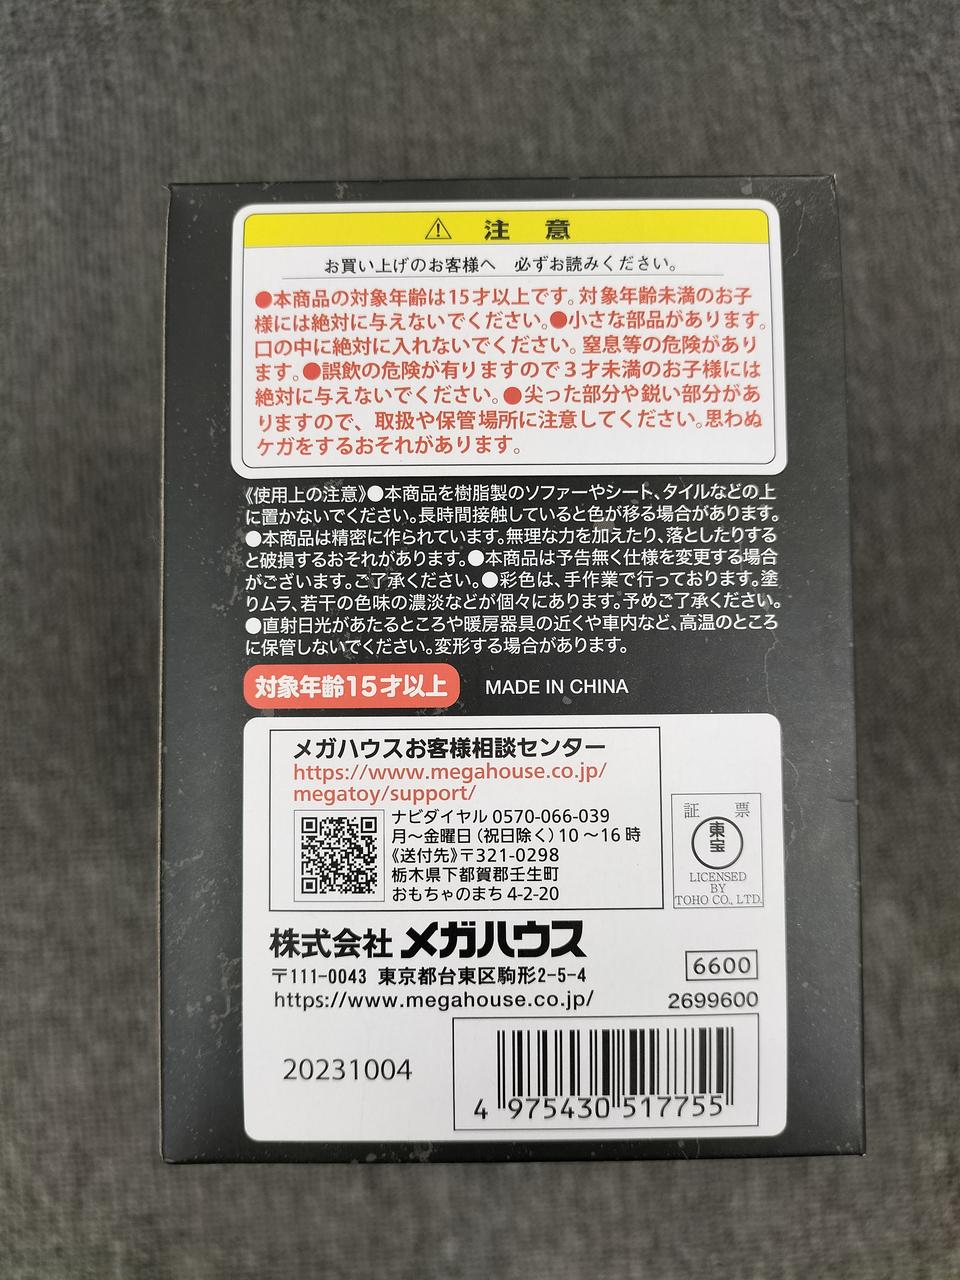 ⚠ 注 意
お買い上げのお客様へ 必ずお読みください。
●本商品の対象年齢は15才以上です。対象年齢未満のお子
様には絶対に与えないでください。●小さな部品があります。
口の中に絶対に入れないでください。窒息等の危険があり
ます。●誤飲の危険が有りますので3才未満のお子様には
絶対に与えないでください。●尖った部分や鋭い部分があ
りますので、取扱や保管場所に注意してください。思わぬ
ケガをするおそれがあります。
《使用上の注意》●本商品を樹脂製のソファーやシート、タイルなどの上
に置かないでください。長時間接触していると色が移る場合があります。
●本商品は精密に作られています。無理な力を加えたり、落としたりする
と破損するおそれがあります。●本商品は予告無く仕様を変更する場合
がございます。ご了承ください。●彩色は、手作業で行っております。塗
りムラ、若干の色味の濃淡などが個々にあります。予めご了承ください。
●直射日光があたるところや暖房器具の近くや車内など、高温のところ
に保管しないでください。変形する場合があります。
対象年齢15才以上 MADE IN CHINA
メガハウスお客様相談センター
https://www.megahouse.co.jp/
megatoy/support/
ナビダイヤル 0570-066-039
月～金曜日（祝日除く）10～16時
《送付先》〒321-0298
栃木県下都賀郡壬生町
おもちゃのまち4-2-20
証 票
東宝
LICENSED
BY
TOHO CO., LTD.
株式会社 メガハウス
〒111-0043 東京都台東区駒形2-5-4
https://www.megahouse.co.jp/
6600
2699600
20231004
4 975430 517755